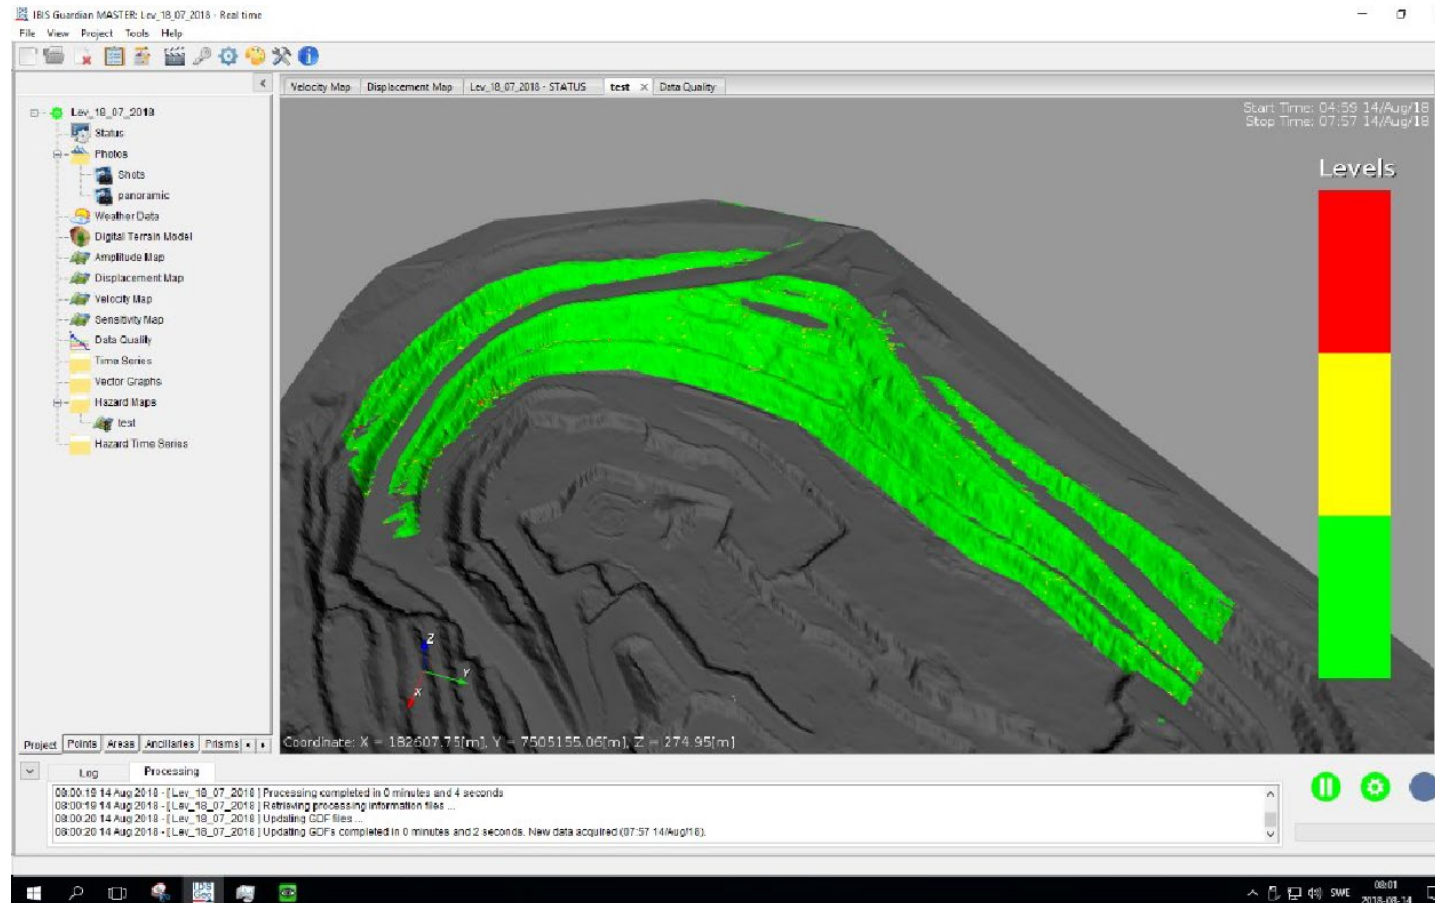 IBIS Guardian MASTER: Lev_18_07_2018 - Real time
File View Project Tools Help
Velocity Map Displacement Map Lev_18_07_2018 - STATUS test Data Quality
Lev_18_07_2018
Status
Photos
Shots
panoramic
Weather Data
Digital Terrain Model
Amplitude Map
Displacement Map
Velocity Map
Sensitivity Map
Data Quality
Time Series
Vector Graphs
Hazard Maps
test
Hazard Time Series
Project Points Areas Ancillaries Prisms
Start Time: 04:59 14/Aug/18
Stop Time: 07:57 14/Aug/18
Levels
Z
Y
X
Coordinate: X = 182607.75[m], Y = 7505155.06[m], Z = 274.95[m]
Log Processing
08:00:19 14 Aug 2018 - [ Lev_18_07_2018 ] Processing completed in 0 minutes and 4 seconds
08:00:19 14 Aug 2018 - [ Lev_18_07_2018 ] Retrieving processing information files ...
08:00:20 14 Aug 2018 - [ Lev_18_07_2018 ] Updating GDF files ...
08:00:20 14 Aug 2018 - [ Lev_18_07_2018 ] Updating GDFs completed in 0 minutes and 2 seconds. New data acquired (07:57 14/Aug/18).
SWE
08:01
2018-08-14